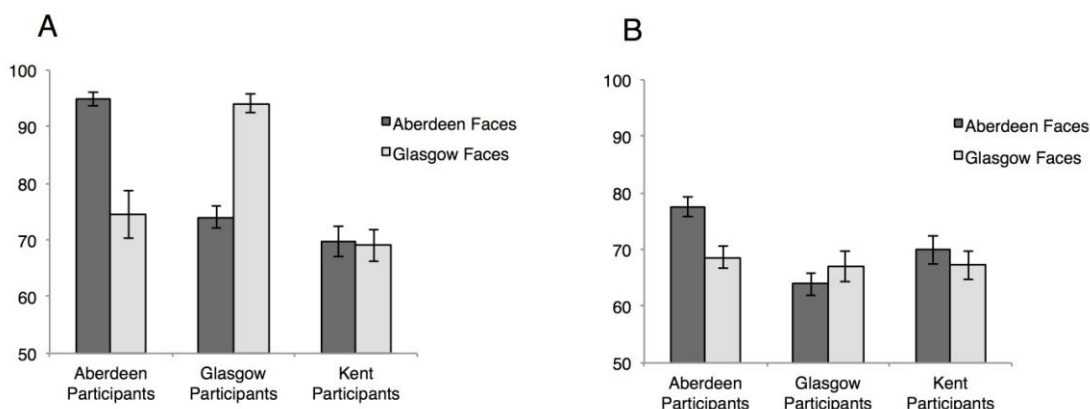 A
100
90
80
70
60
50
Aberdeen Faces
Glasgow Faces
Aberdeen Participants
Glasgow Participants
Kent Participants
B
100
90
80
70
60
50
Aberdeen Faces
Glasgow Faces
Aberdeen Participants
Glasgow Participants
Kent Participants